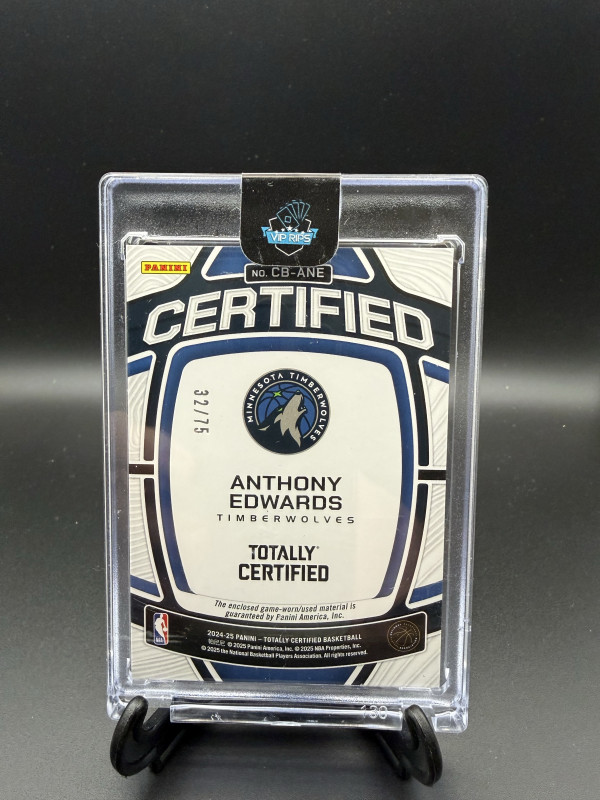 VIP RIPS
PANINI
NO. CB-ANE
CERTIFIED
32/75
MINNESOTA TIMBERWOLVES
ANTHONY
EDWARDS
TIMBERWOLVES
TOTALLY
CERTIFIED
The enclosed game-worn/used material is
guaranteed by Panini America, Inc.
2024-25 PANINI – TOTALLY CERTIFIED BASKETBALL
© 2025 Panini America, Inc. © 2025 NBA Properties, Inc.
© 2025 the National Basketball Players Association. All rights reserved.
NBA